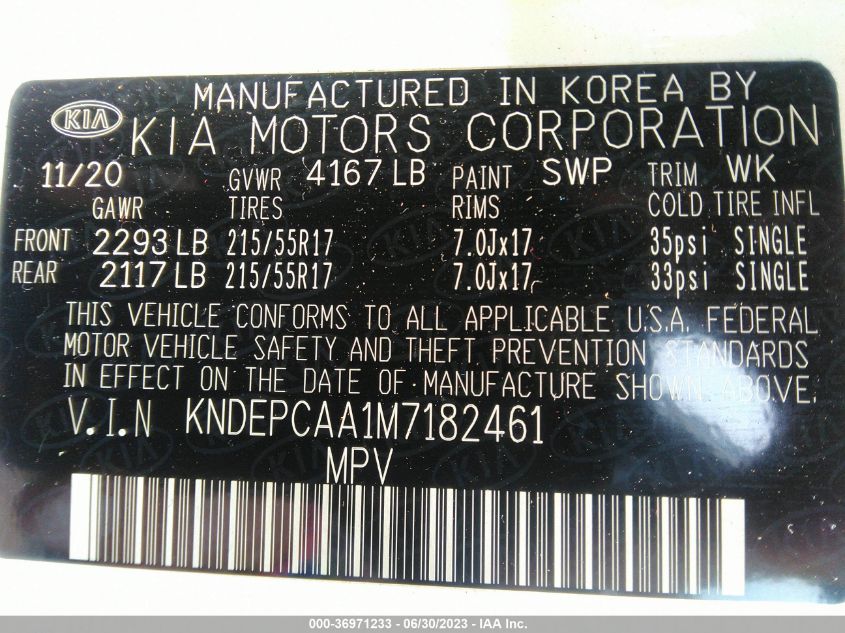 MANUFACTURED IN KOREA BY
KIA KIA MOTORS CORPORATION
11/20 GVWR 4167 LB PAINT SWP TRIM WK
GAWR TIRES RIMS COLD TIRE INFL
FRONT 2293 LB 215/55R17 7.0Jx17 35psi SINGLE
REAR 2117 LB 215/55R17 7.0Jx17 33psi SINGLE
THIS VEHICLE CONFORMS TO ALL APPLICABLE U.S.A. FEDERAL
MOTOR VEHICLE SAFETY AND THEFT PREVENTION STANDARDS
IN EFFECT ON THE DATE OF MANUFACTURE SHOWN ABOVE.
V.I.N KNDEPCAA1M7182461
MPV
000-36971233 - 06/30/2023 - IAA Inc.